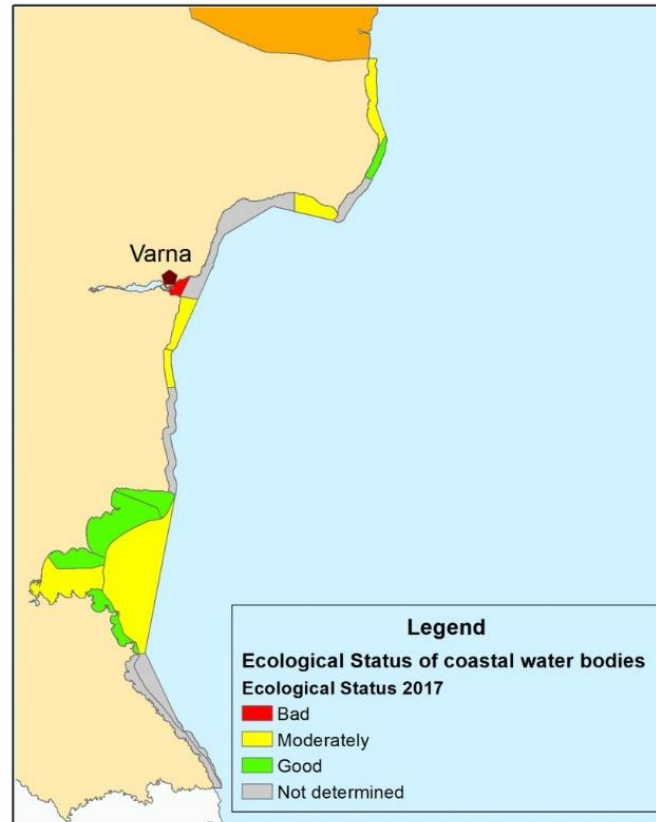 Varna
Legend
Ecological Status of coastal water bodies
Ecological Status 2017
Bad
Moderately
Good
Not determined